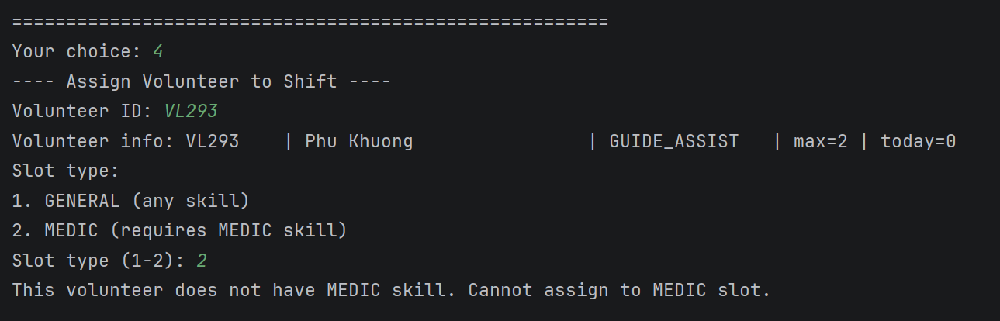 =======================================================
Your choice: 4
---- Assign Volunteer to Shift ----
Volunteer ID: VL293
Volunteer info: VL293    | Phu Khuong                | GUIDE_ASSIST   | max=2 | today=0
Slot type:
1. GENERAL (any skill)
2. MEDIC (requires MEDIC skill)
Slot type (1-2): 2
This volunteer does not have MEDIC skill. Cannot assign to MEDIC slot.